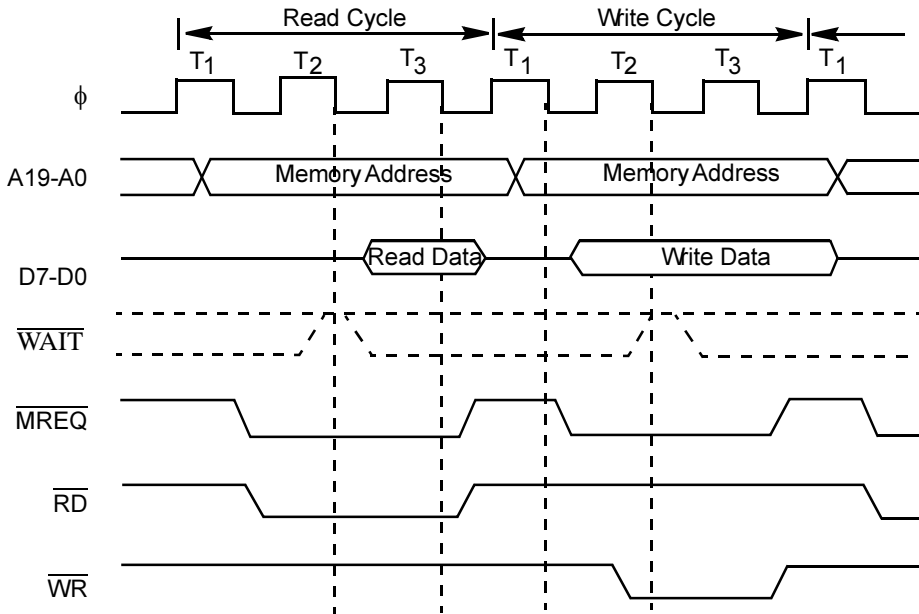 Read Cycle Write Cycle
T1 T2 T3 T1 T2 T3 T1
ϕ
A19-A0 Memory Address Memory Address
D7-D0 Read Data Write Data
WAIT
MREQ
RD
WR